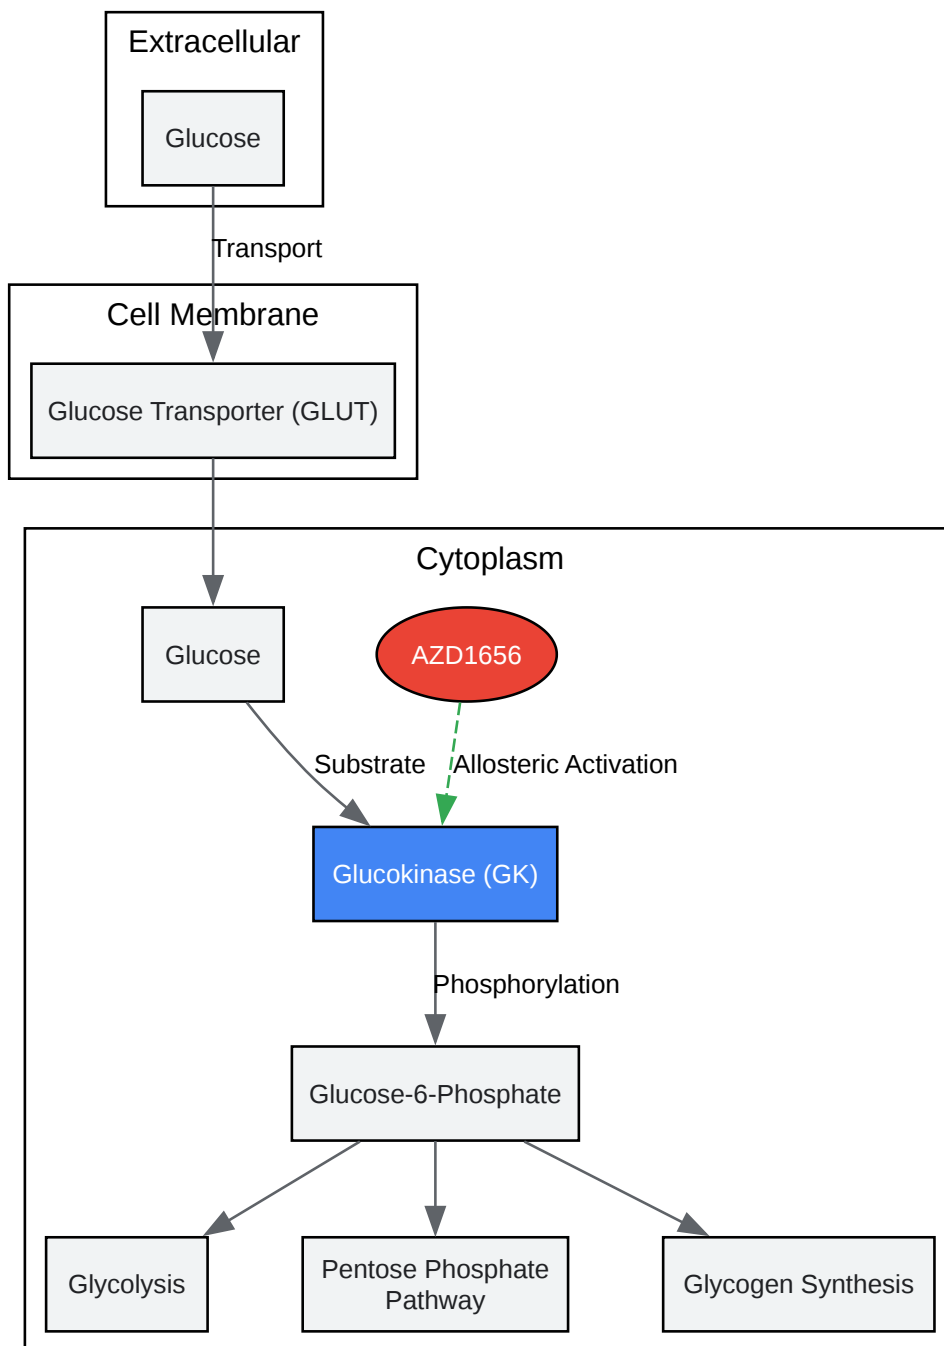 Extracellular
Glucose
Transport
Cell Membrane
Glucose Transporter (GLUT)
Cytoplasm
Glucose
AZD1656
Substrate
Allosteric Activation
Glucokinase (GK)
Phosphorylation
Glucose-6-Phosphate
Glycolysis
Pentose Phosphate
Pathway
Glycogen Synthesis